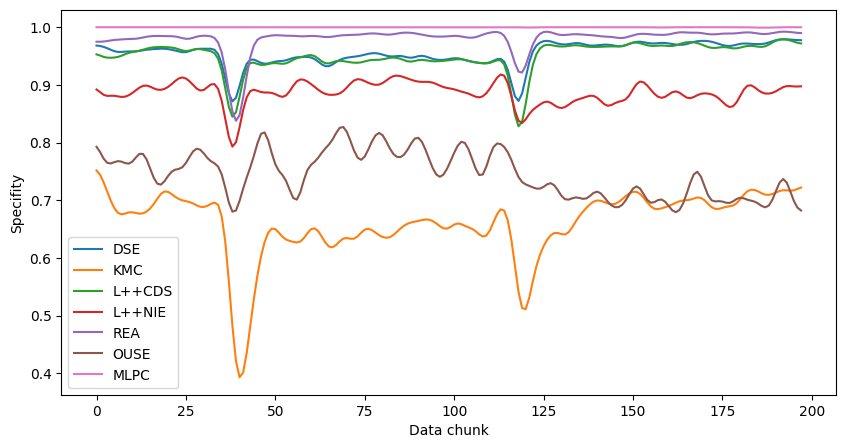 1.0
0.9
0.8
0.7
0.6
0.5
0.4
Specifity
DSE
KMC
L++CDS
L++NIE
REA
OUSE
MLPC
0 25 50 75 100 125 150 175 200
Data chunk